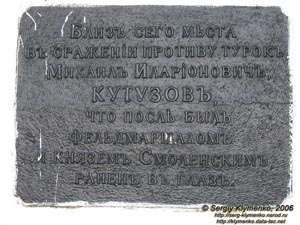 Близъ сего мѣста
въ сраженіи противу турокъ
Михаилъ Иларіоновичъ,
КУТУЗОВЪ,
что послѣ былъ
фельдмаршаломъ
и княземъ Смоленскимъ,
раненъ въ глазъ.
© Sergiy Klymenko, 2006
http://serg-klymenko.narod.ru
http://klymenko.data-tec.net